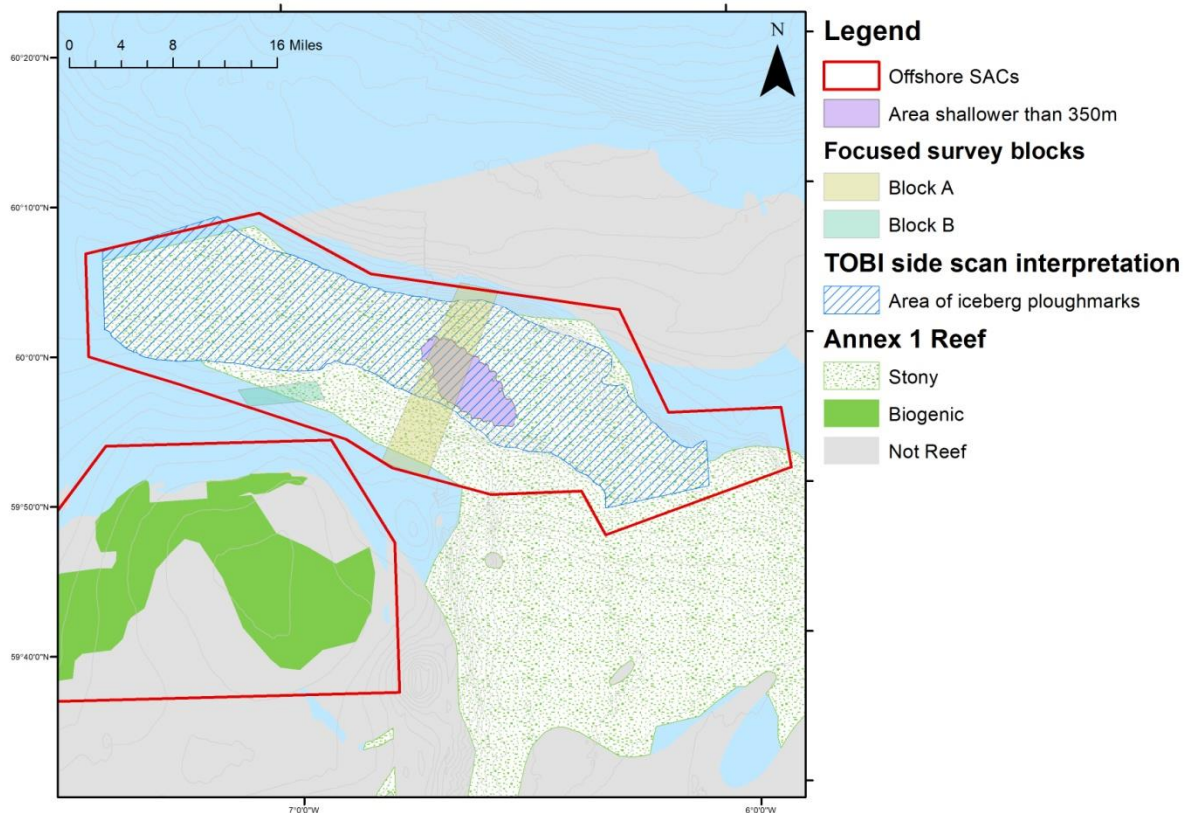 0 4 8 16 Miles
N
60°20'0"N
60°10'0"N
60°0'0"N
59°50'0"N
59°40'0"N
7°0'0"W
6°0'0"W
Legend
Offshore SACs
Area shallower than 350m
Focused survey blocks
Block A
Block B
TOBI side scan interpretation
Area of iceberg ploughmarks
Annex 1 Reef
Stony
Biogenic
Not Reef